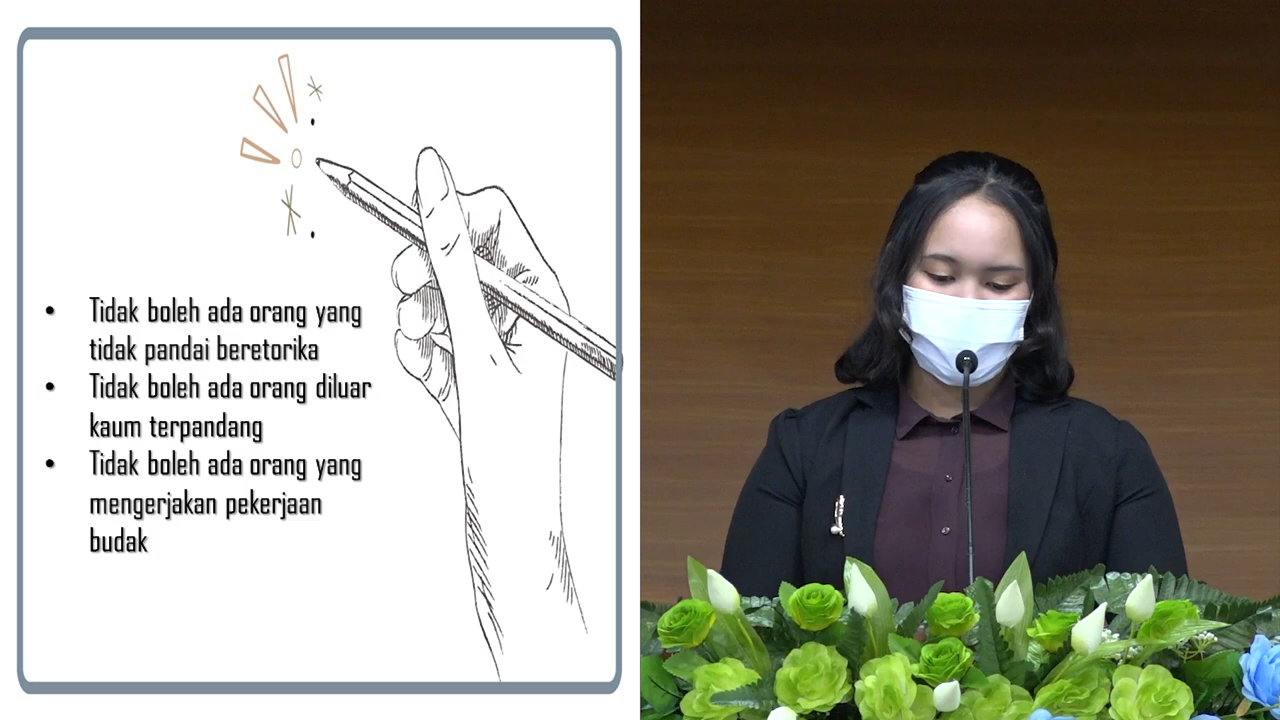 • Tidak boleh ada orang yang
tidak pandai beretorika
• Tidak boleh ada orang diluar
kaum terpandang
• Tidak boleh ada orang yang
mengerjakan pekerjaan
budak